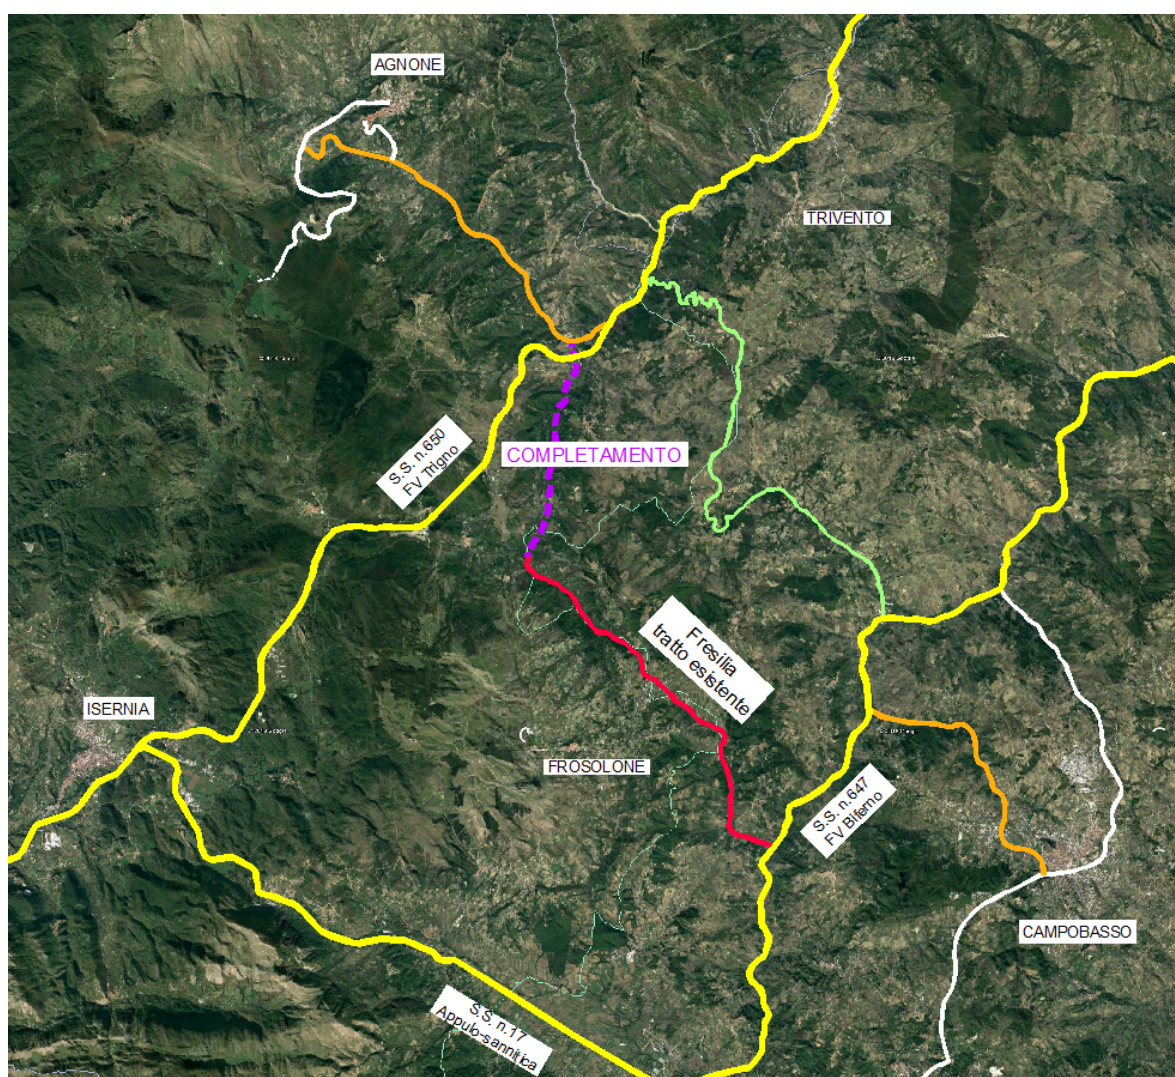 AGNONE
TRIVENTO
S.S. n.650
FV Trigno
COMPLETAMENTO
Fresilia
tratto esistente
ISERNIA
FROSOLONE
S.S. n.647
FV Biferno
CAMPOBASSO
S.S. n.17
Appulo-sannitica